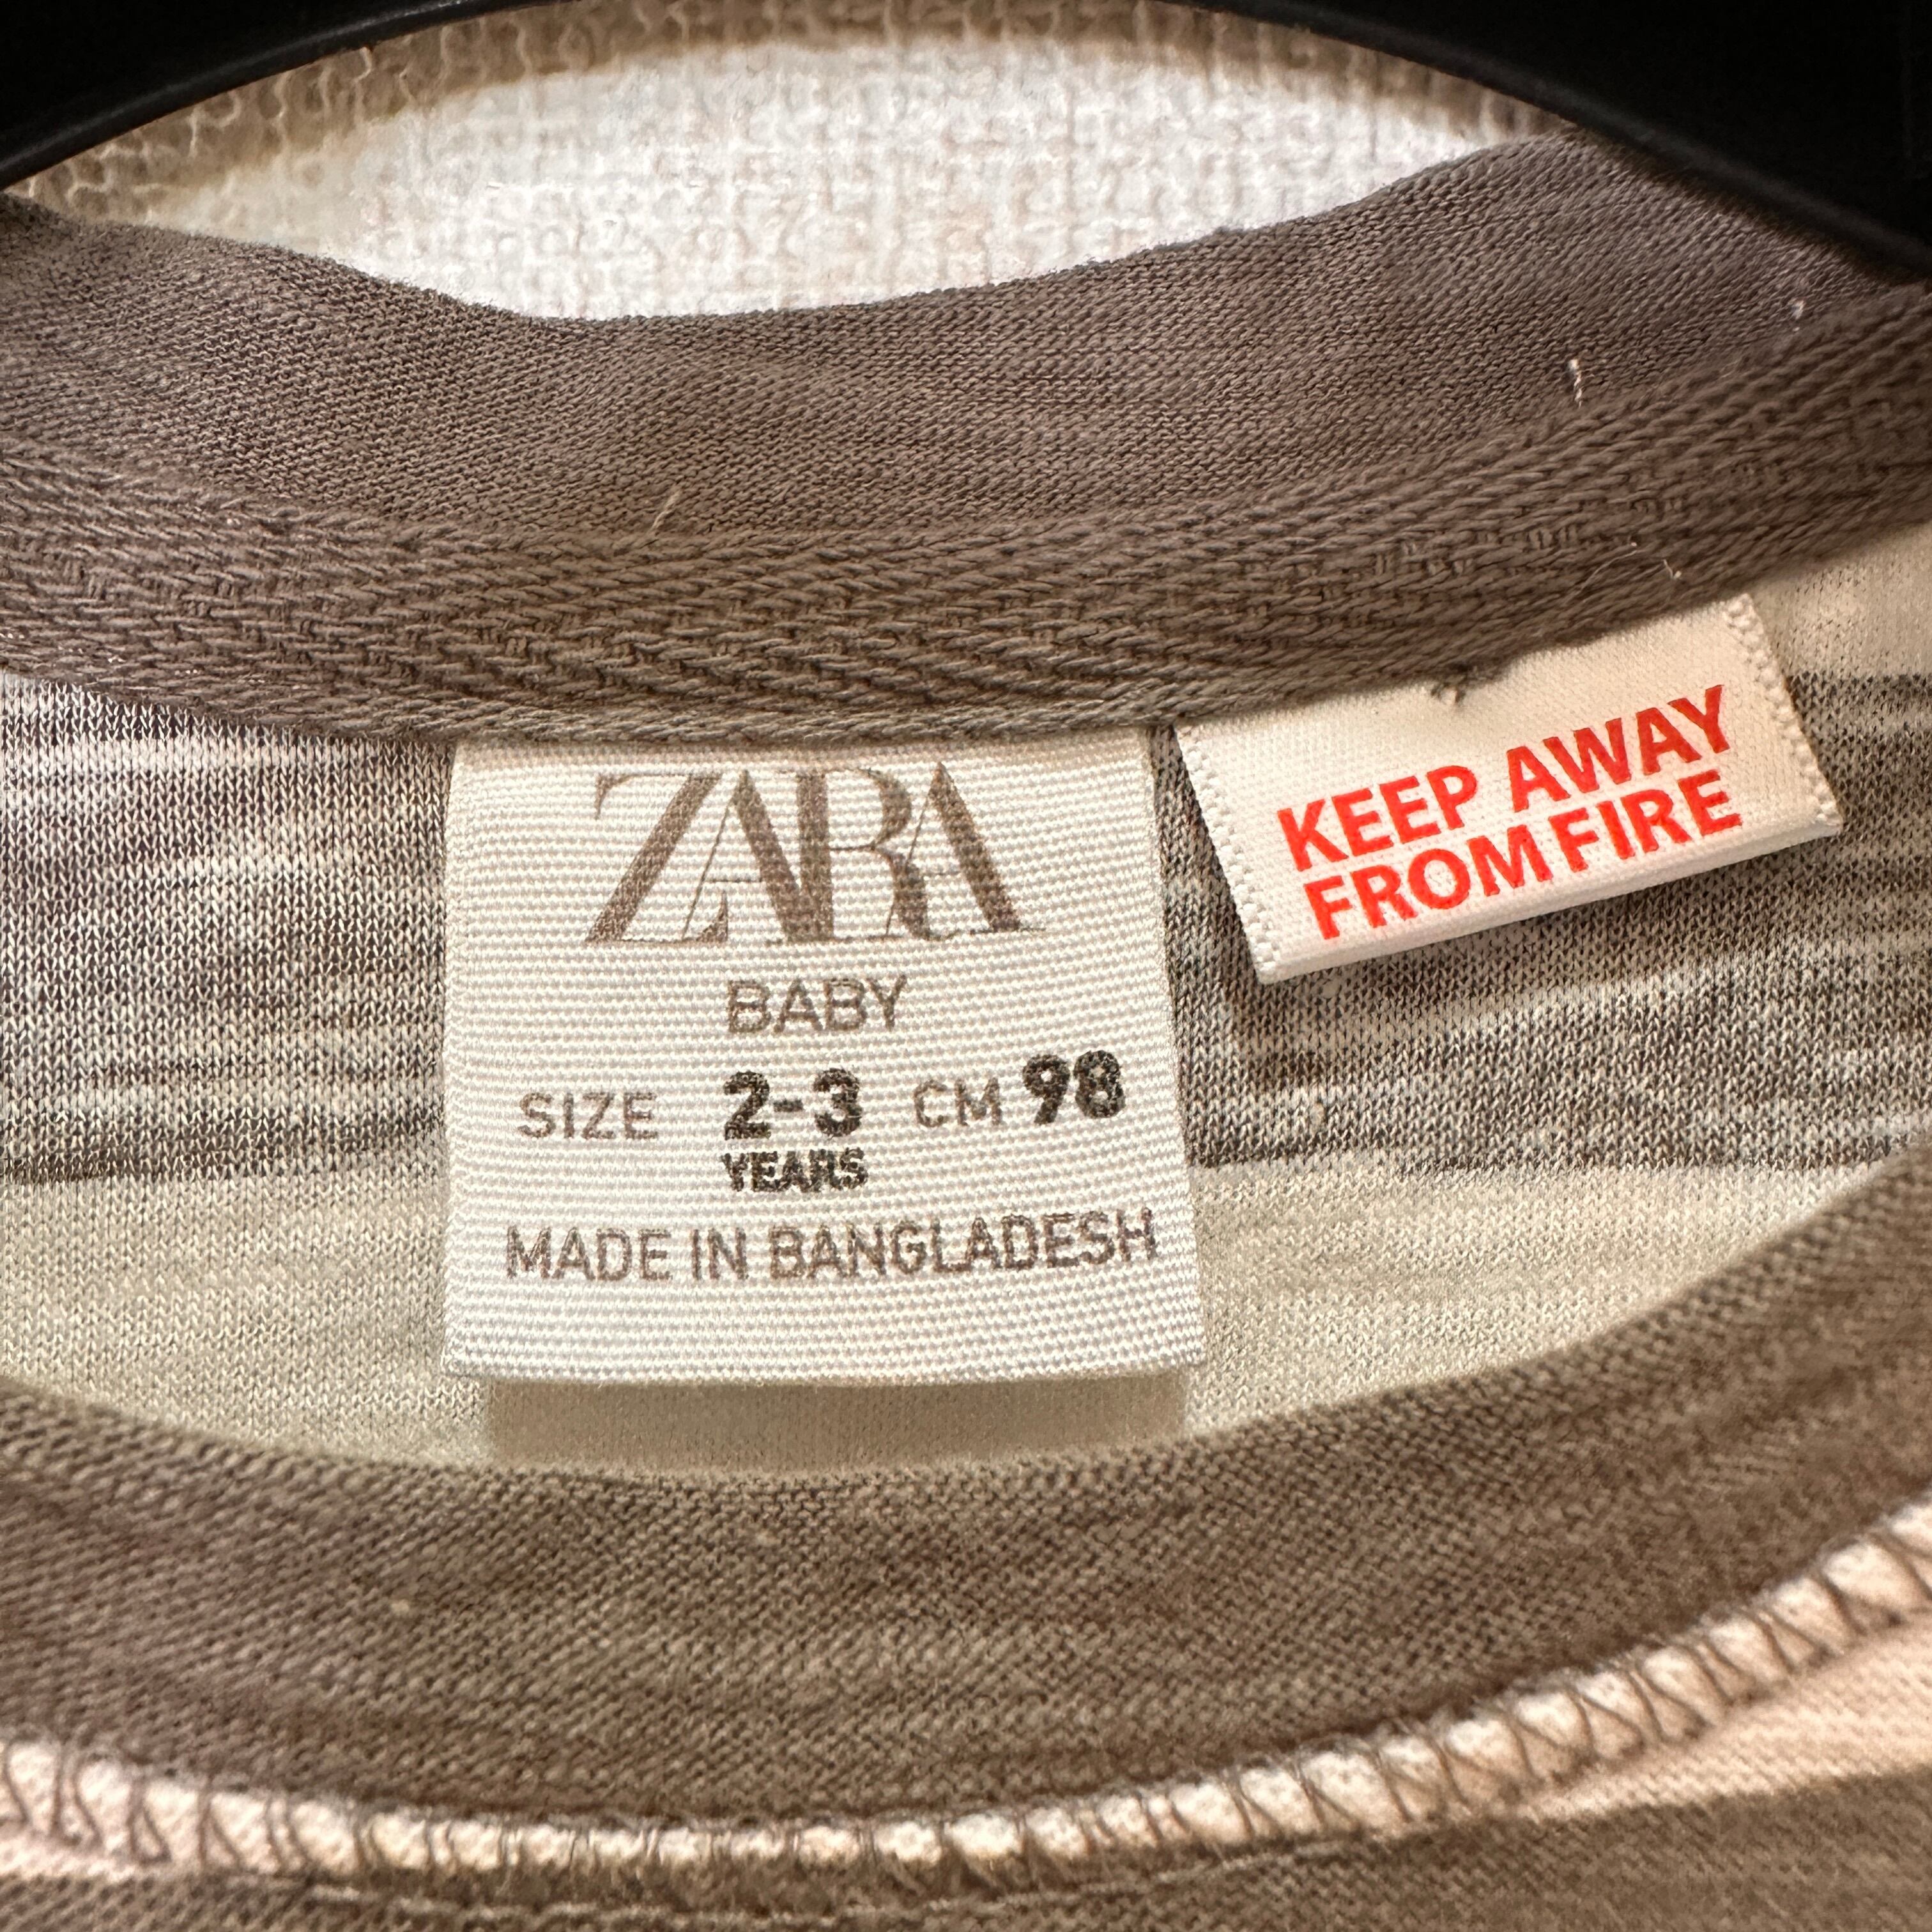 ZARA
BABY
SIZE 2-3 CM 98
YEARS
MADE IN BANGLADESH
KEEP AWAY
FROM FIRE